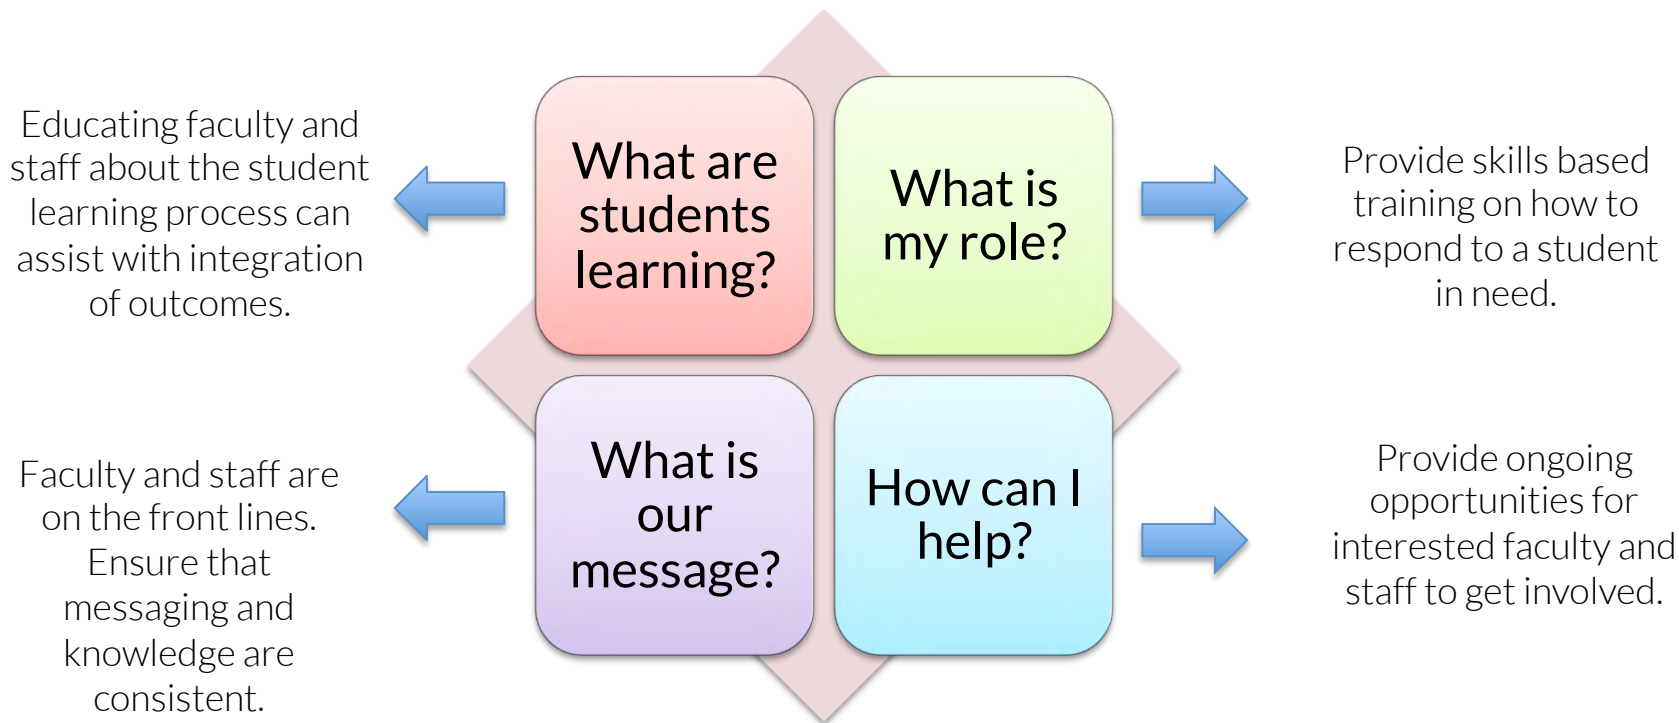 Educating faculty and
staff about the student
learning process can
assist with integration
of outcomes.
What are
students
learning?
What is
my role?
Provide skills based
training on how to
respond to a student
in need.
Faculty and staff are
on the front lines.
Ensure that
messaging and
knowledge are
consistent.
What is
our
message?
How can I
help?
Provide ongoing
opportunities for
interested faculty and
staff to get involved.